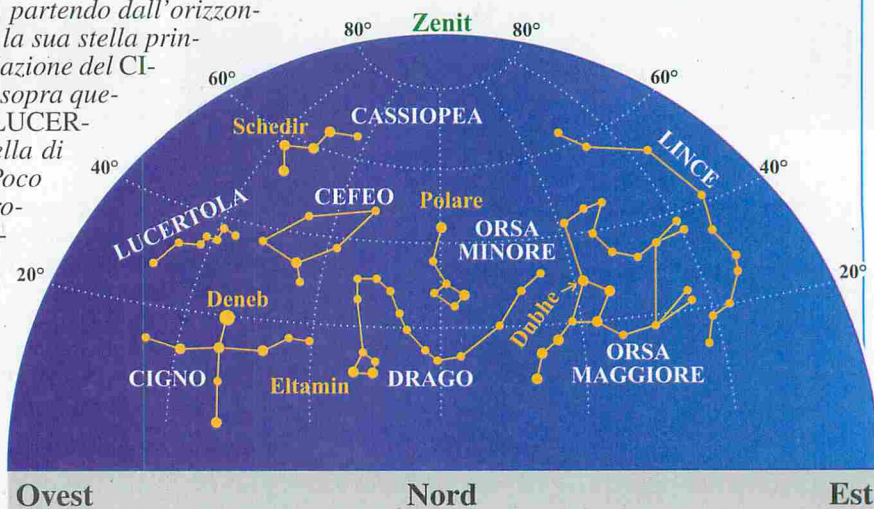 partendo dall'orizzon-
la sua stella prin-
azione del CI-
sopra que-
LUCER-
ella di
Poco
ro-
Zenit
80° 80°
60° 60°
40° 40°
20° 20°
CASSIOPEA
Schedir
LINCE
CEFEO
Polare
LUCERTOLA
ORSA
MINORE
Deneb
Dubhe
CIGNO
Eltamin
DRAGO
ORSA
MAGGIORE
Ovest Nord Est